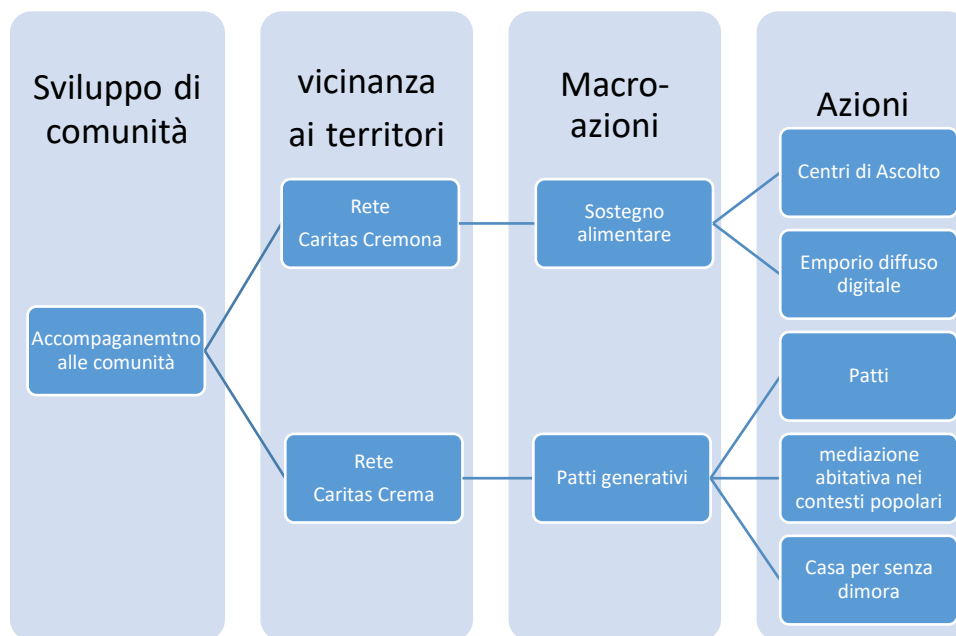 Sviluppo di
comunità
Accompaganemtno
alle comunità
vicinanza
ai territori
Rete
Caritas Cremona
Rete
Caritas Crema
Macro-
azioni
Sostegno
alimentare
Patti generativi
Azioni
Centri di Ascolto
Emporio diffuso
digitale
Patti
mediazione
abitativa nei
contesti popolari
Casa per senza
dimora